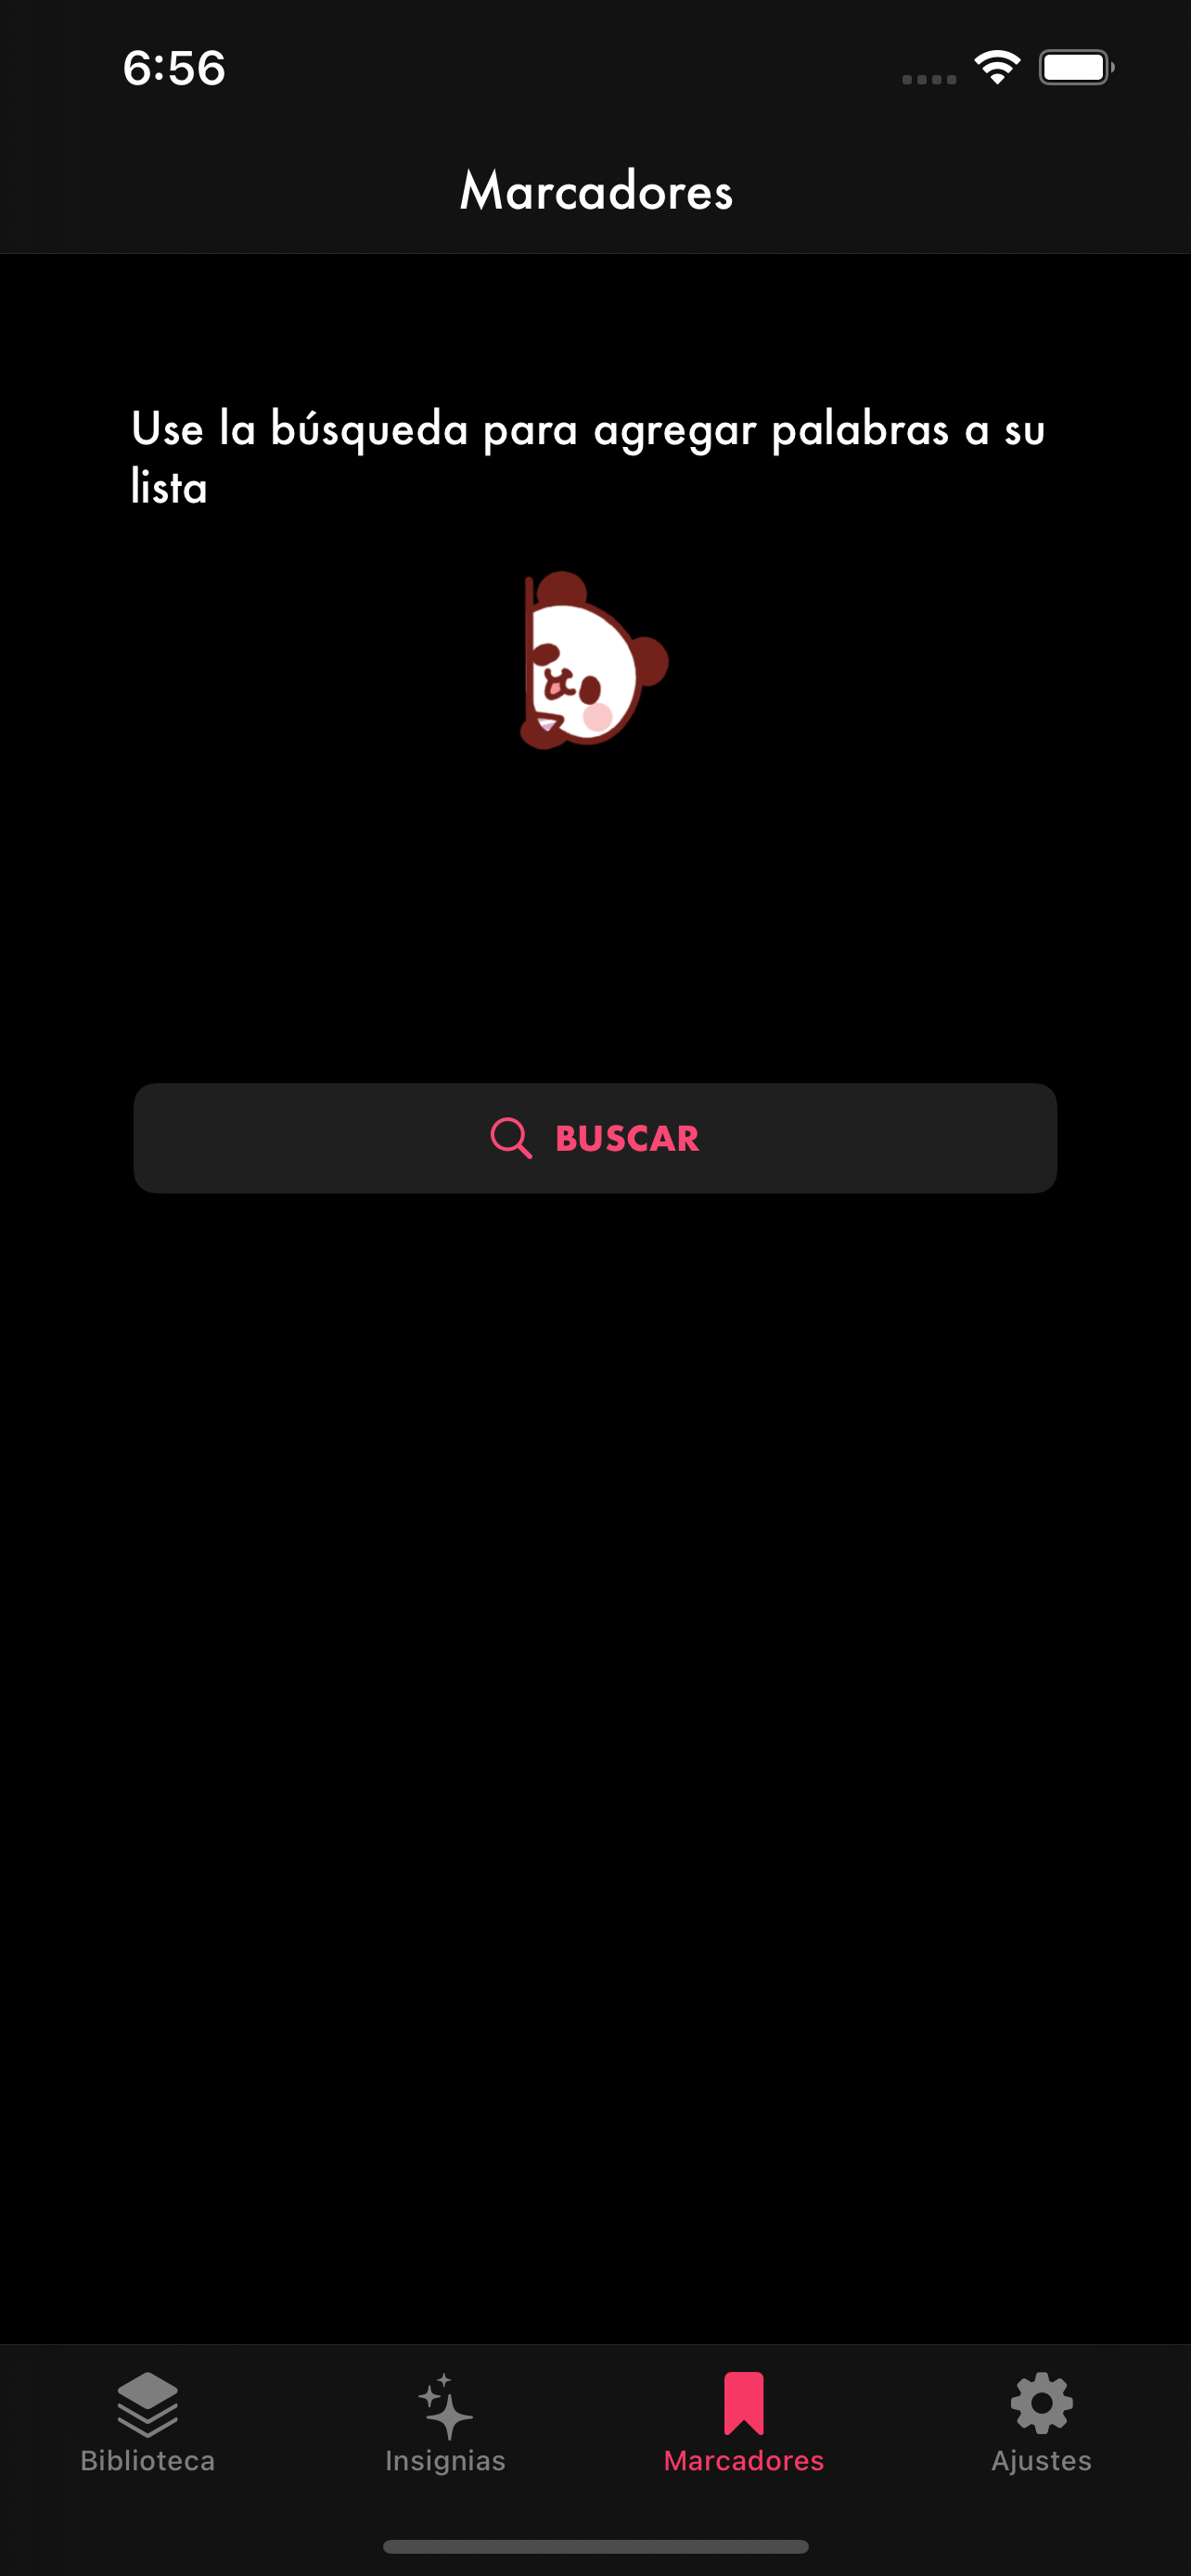 6:56
Marcadores
Use la búsqueda para agregar palabras a su
lista
BUSCAR
Biblioteca
Insignias
Marcadores
Ajustes